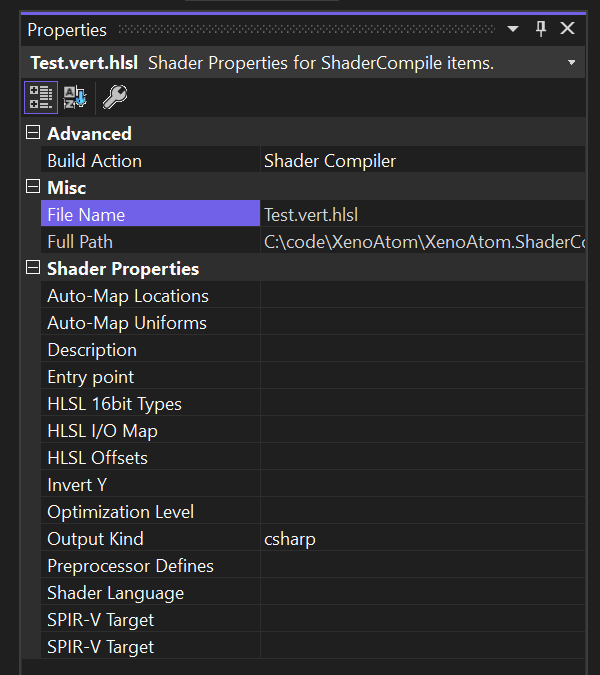 Properties
Test.vert.hlsl Shader Properties for ShaderCompile items.
Advanced
Build Action Shader Compiler
Misc
File Name Test.vert.hlsl
Full Path C:\code\XenoAtom\XenoAtom.ShaderCo
Shader Properties
Auto-Map Locations
Auto-Map Uniforms
Description
Entry point
HLSL 16bit Types
HLSL I/O Map
HLSL Offsets
Invert Y
Optimization Level
Output Kind csharp
Preprocessor Defines
Shader Language
SPIR-V Target
SPIR-V Target